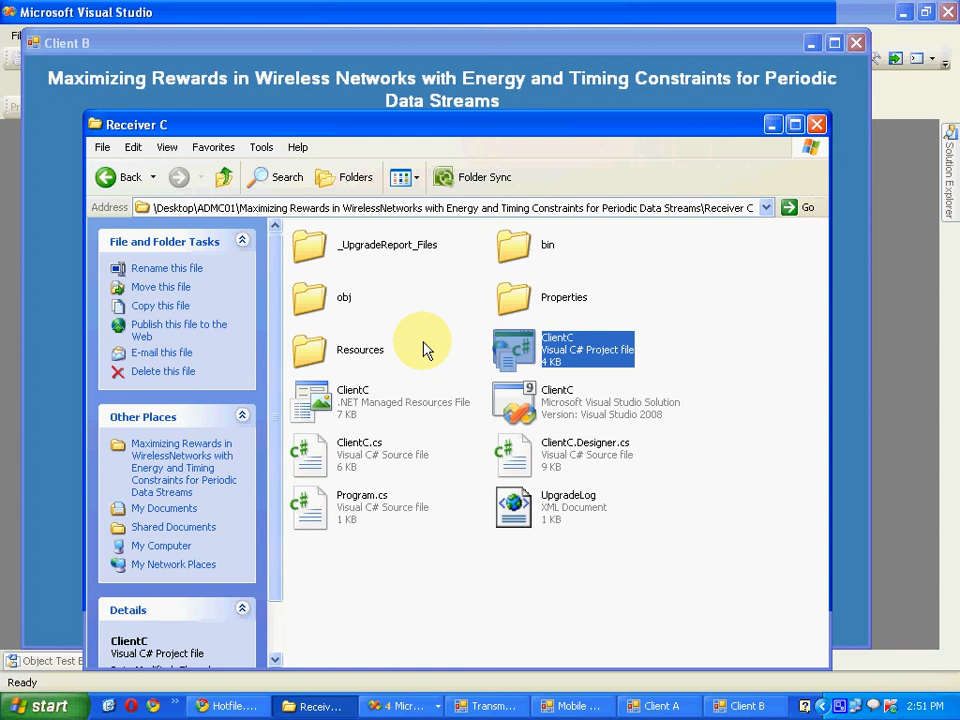 Microsoft Visual Studio
Client B
Maximizing Rewards in Wireless Networks with Energy and Timing Constraints for Periodic
Data Streams
Receiver C
File Edit View Favorites Tools Help
Back Search Folders Folder Sync
Address \Desktop\ADMC01\Maximizing Rewards in WirelessNetworks with Energy and Timing Constraints for Periodic Data Streams\Receiver C Go
File and Folder Tasks
Rename this file
Move this file
Copy this file
Publish this file to the
Web
E-mail this file
Delete this file
Other Places
Maximizing Rewards in
WirelessNetworks with
Energy and Timing
Constraints for Periodic
Data Streams
My Documents
Shared Documents
My Computer
My Network Places
Details
ClientC
Visual C# Project file
_UpgradeReport_Files
bin
obj
Properties
Resources
ClientC
Visual C# Project file
4 KB
ClientC
.NET Managed Resources File
7 KB
ClientC
Microsoft Visual Studio Solution
Version: Visual Studio 2008
ClientC.cs
Visual C# Source file
6 KB
ClientC.Designer.cs
Visual C# Source file
9 KB
Program.cs
Visual C# Source file
1 KB
UpgradeLog
XML Document
1 KB
Solution Explorer
Object Test B
Ready
start Hotfile.... Receiv... 4 Micr... Transm... Mobile ... Client A Client B 2:51 PM